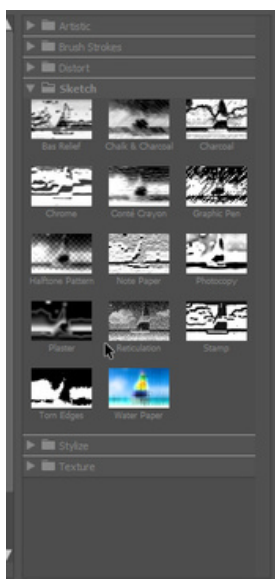 Artistic
Brush Strokes
Distort
Sketch
Bas Relief Chalk & Charcoal Charcoal
Chrome Conté Crayon Graphic Pen
Halftone Pattern Note Paper Photocopy
Plaster Reticulation Stamp
Torn Edges Water Paper
Stylize
Texture